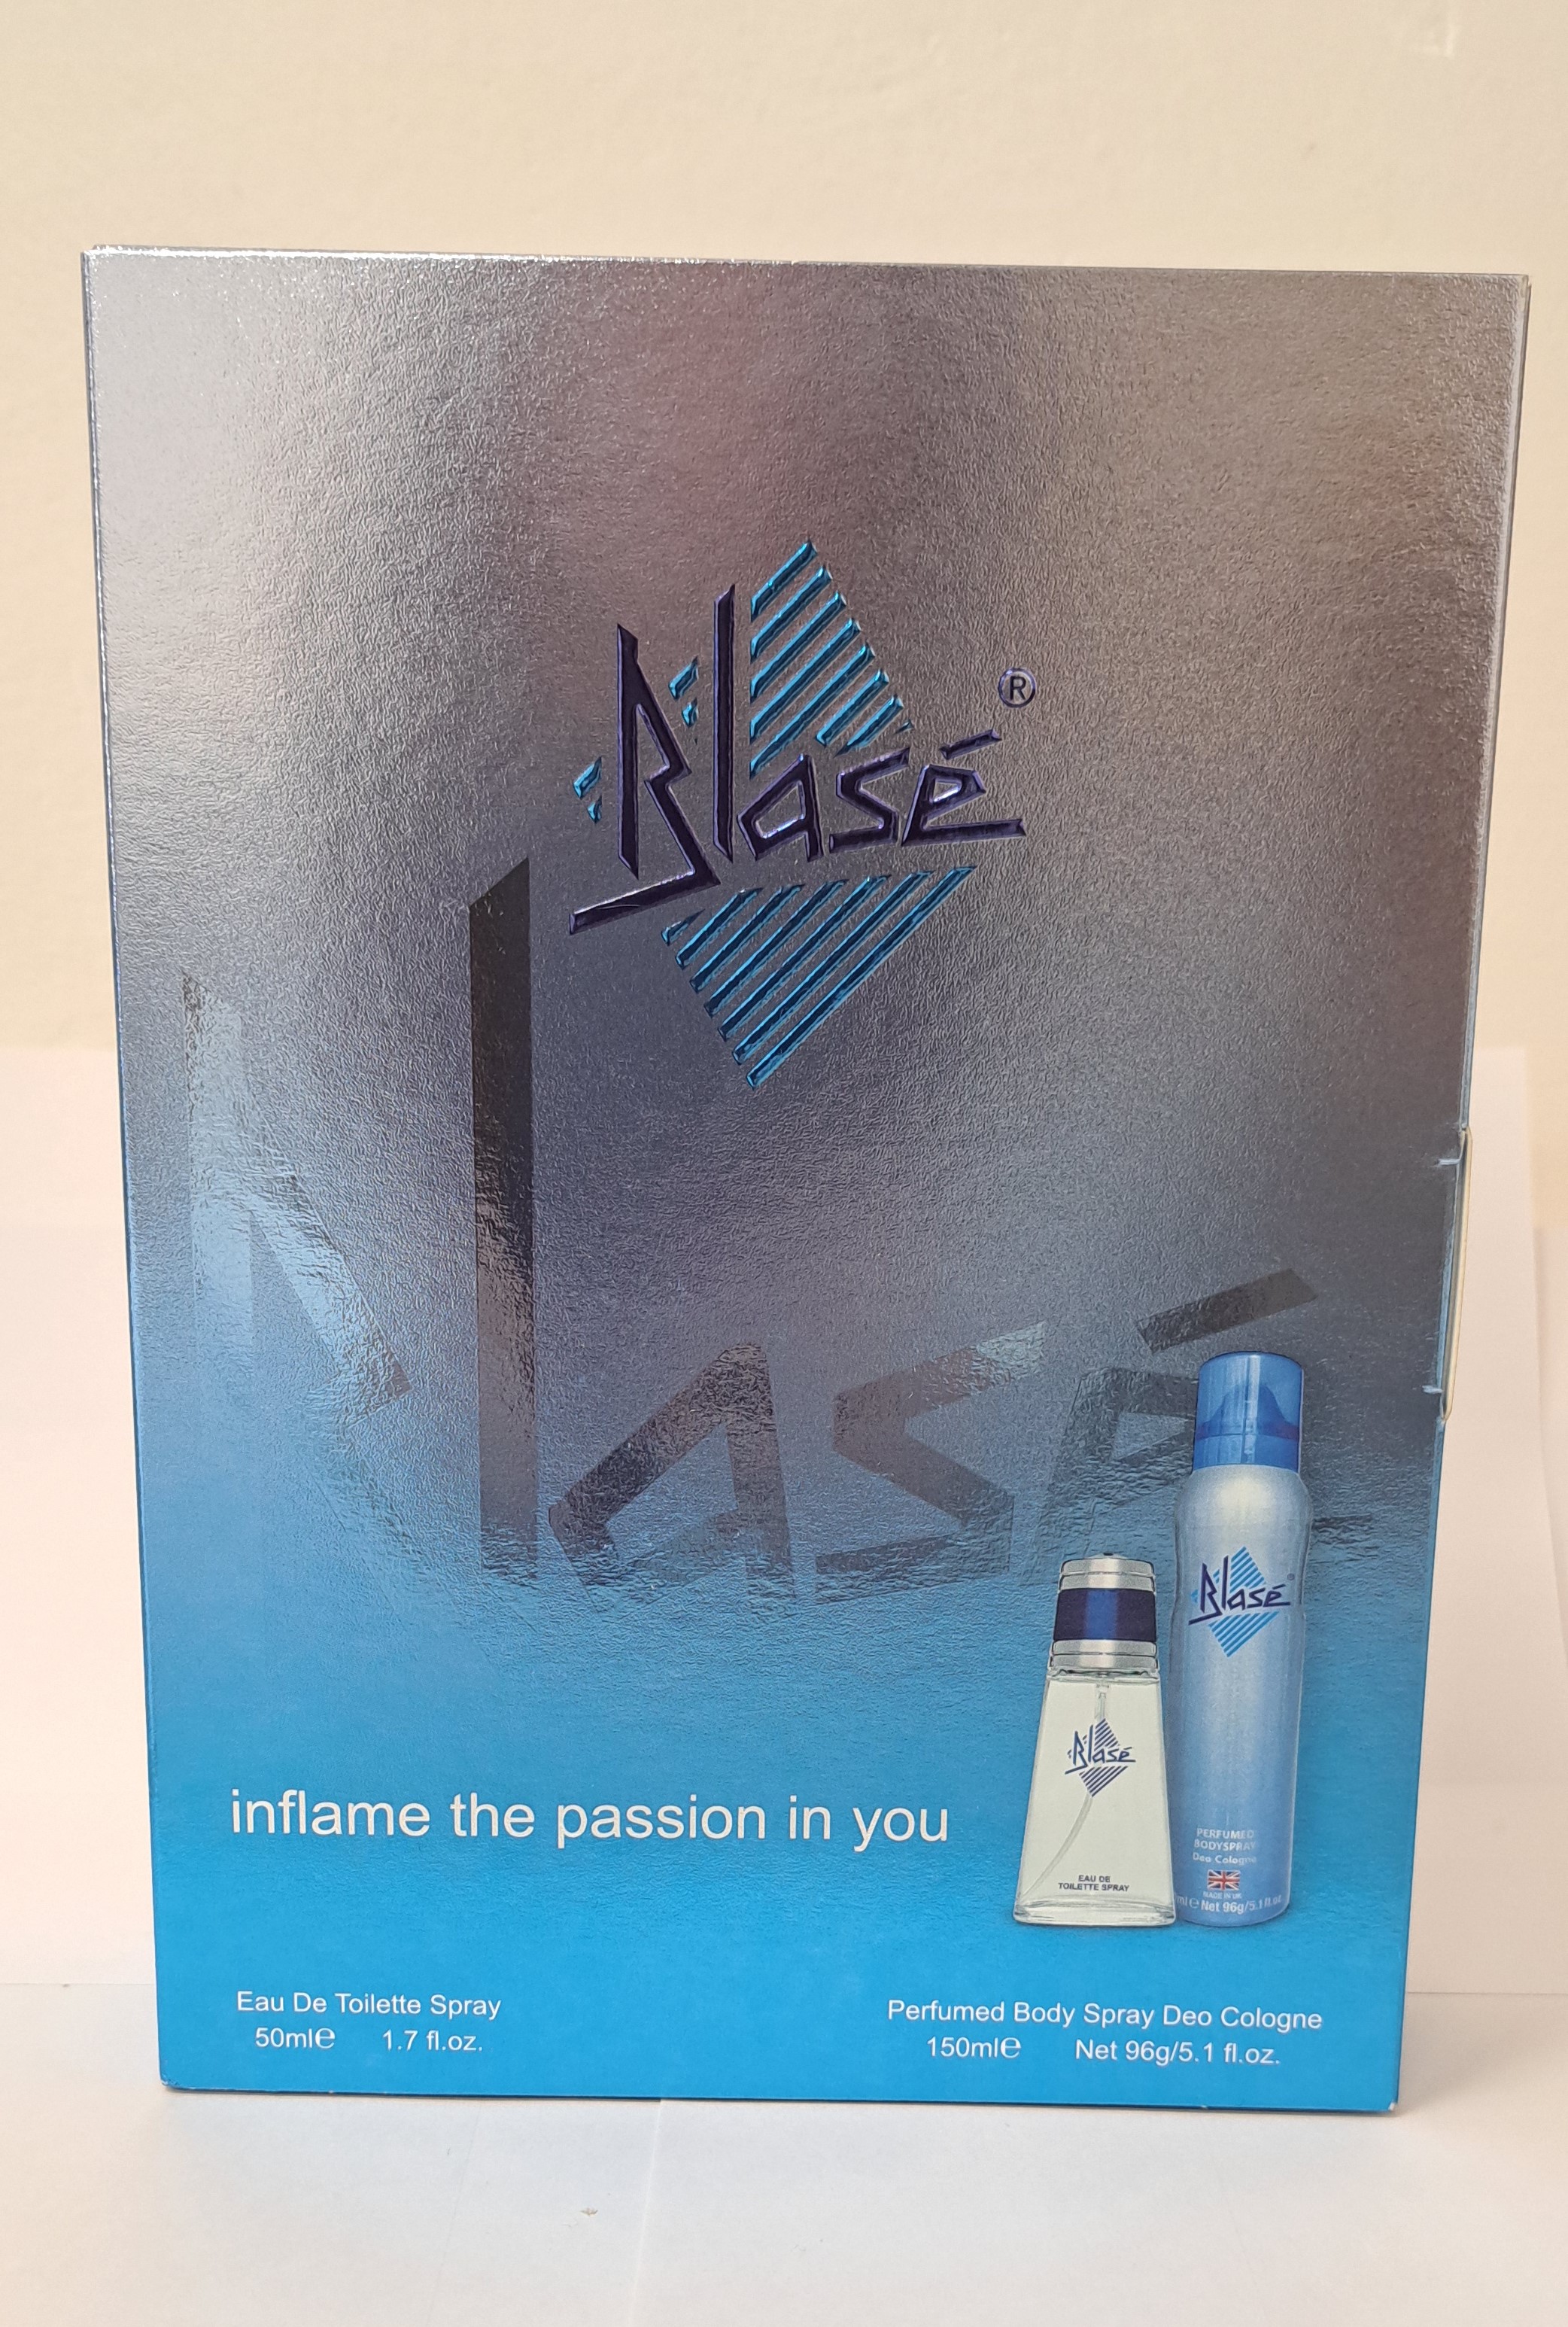 Blasé ®
Blasé
Blasé
PERFUMED
BODYSPRAY
Deo Cologne
MADE IN UK
ml ℮ Net 96g/5.1 fl.oz.
Blasé
EAU DE
TOILETTE SPRAY
inflame the passion in you
Eau De Toilette Spray
50ml℮ 1.7 fl.oz.
Perfumed Body Spray Deo Cologne
150ml℮ Net 96g/5.1 fl.oz.